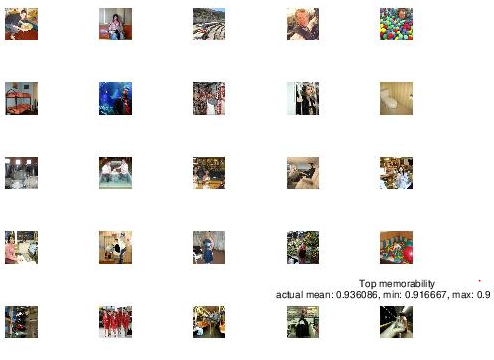 Top memorability
actual mean: 0.936086, min: 0.916667, max: 0.9